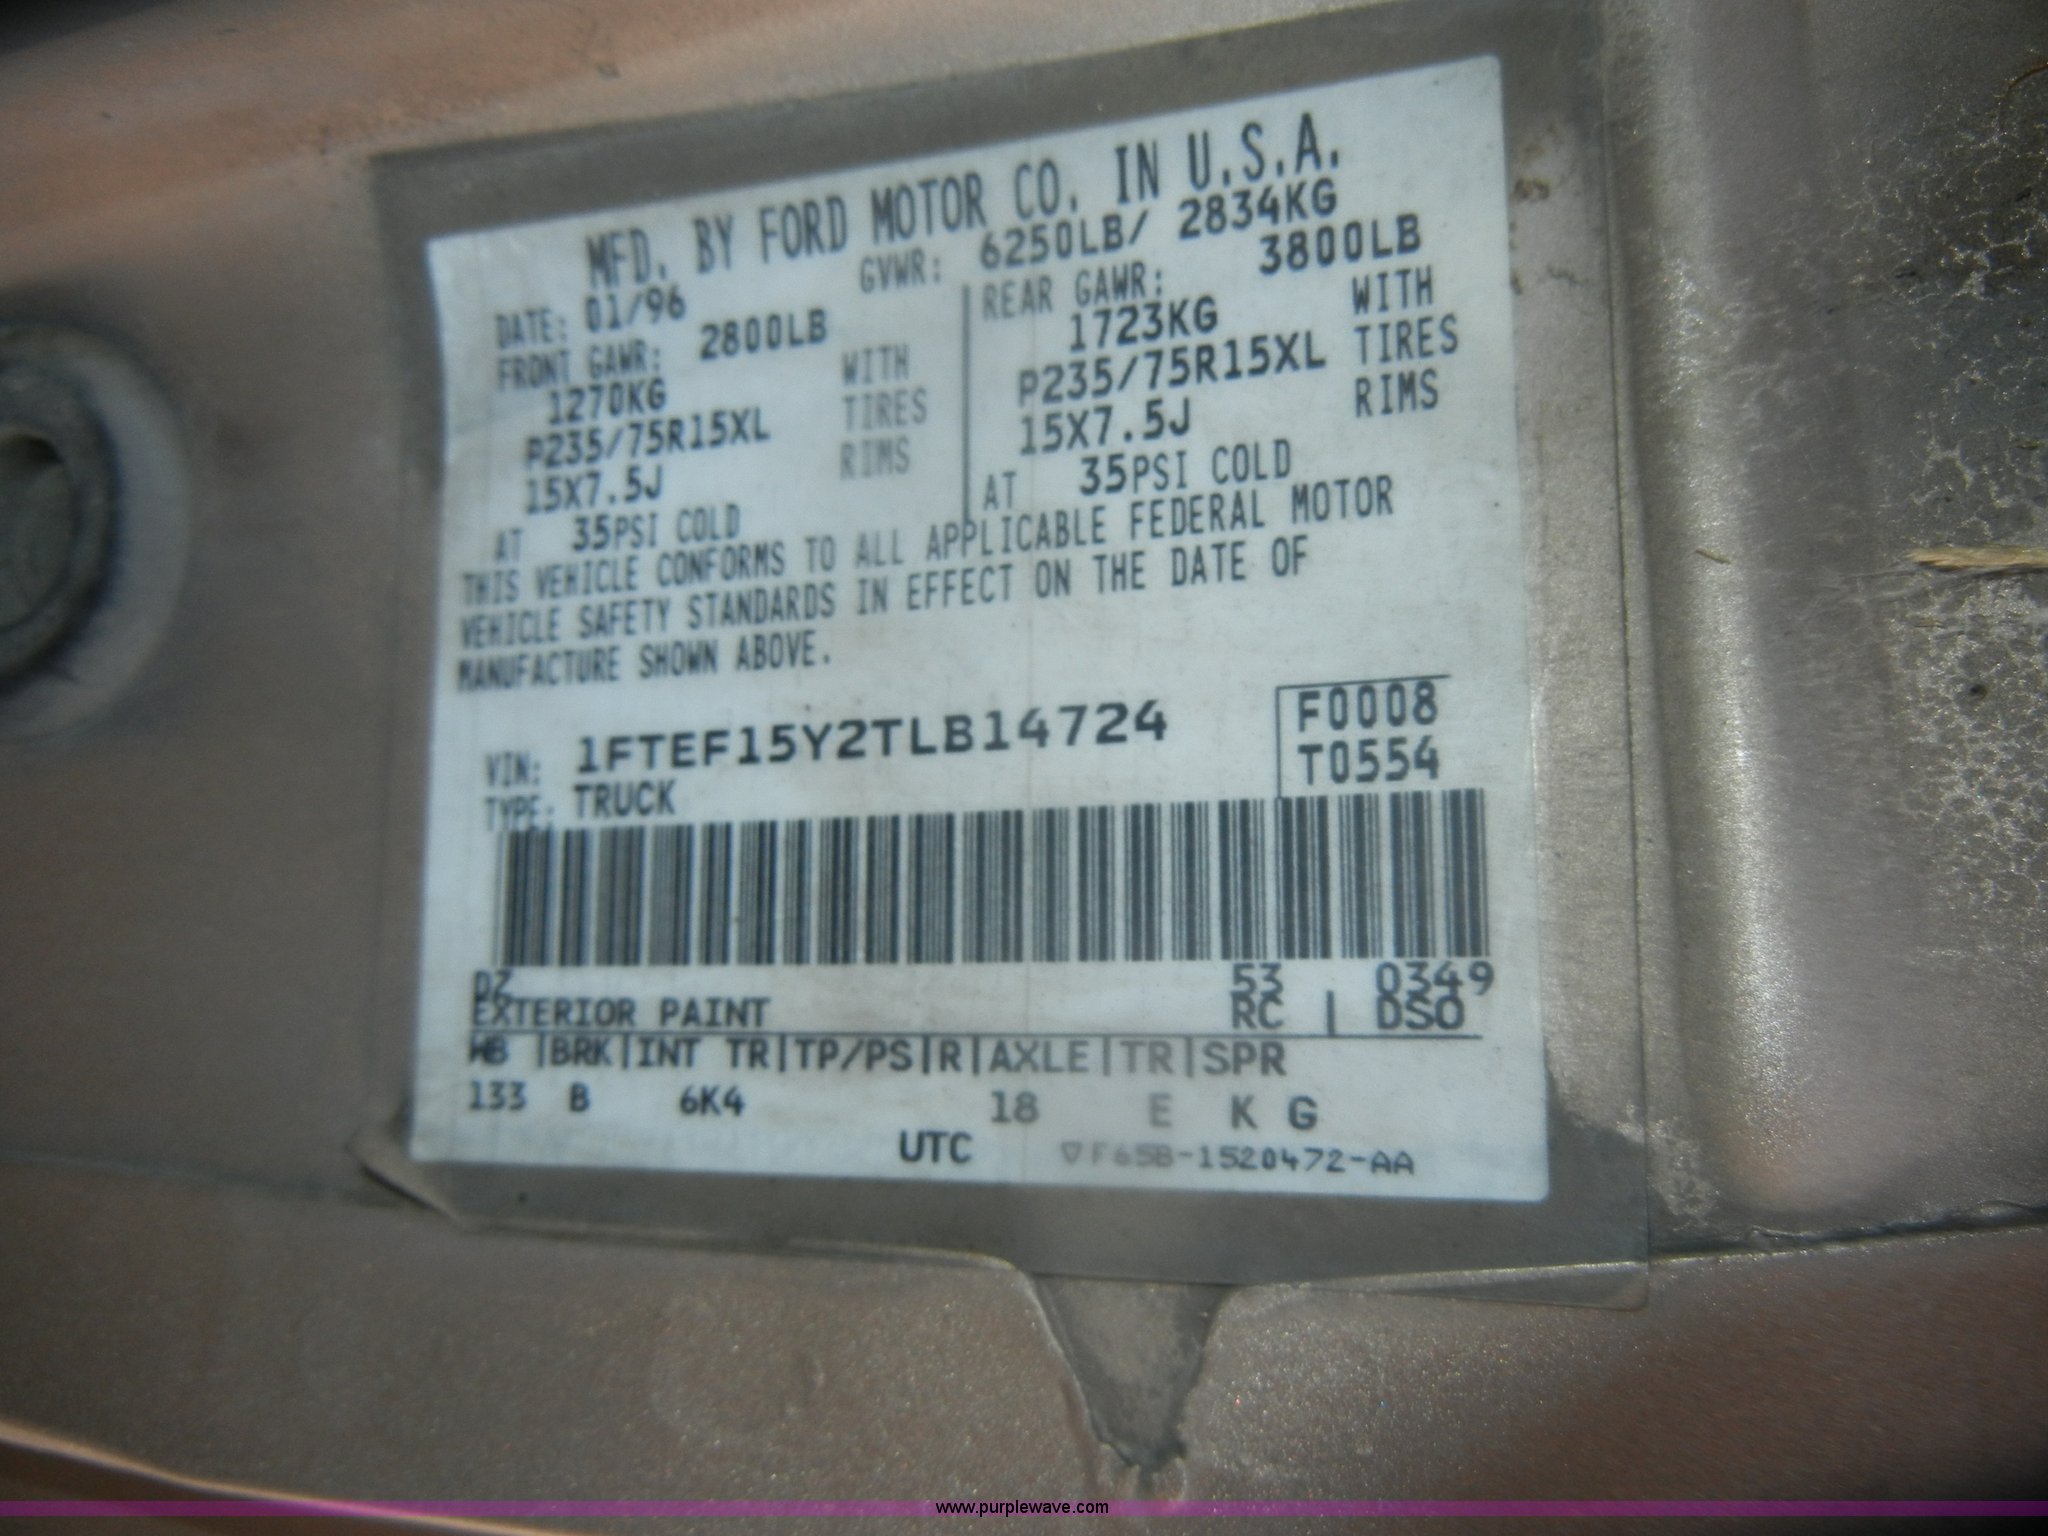 MFD. BY FORD MOTOR CO. IN U.S.A.
DATE: 01/96 GVWR: 6250LB/ 2834KG
FRONT GAWR: 2800LB
1270KG WITH
P235/75R15XL TIRES
15X7.5J RIMS
AT 35PSI COLD
REAR GAWR: 3800LB
1723KG WITH
P235/75R15XL TIRES
15X7.5J RIMS
AT 35PSI COLD
THIS VEHICLE CONFORMS TO ALL APPLICABLE FEDERAL MOTOR
VEHICLE SAFETY STANDARDS IN EFFECT ON THE DATE OF
MANUFACTURE SHOWN ABOVE.
VIN: 1FTEF15Y2TLB14724
TYPE: TRUCK
F0008
T0554
DZ 53 0349
EXTERIOR PAINT RC | DSO
WB |BRK|INT TR|TP/PS|R|AXLE|TR|SPR
133 B 6K4 18 E K G
UTC ▽F65B-1520472-AA
www.purplewave.com